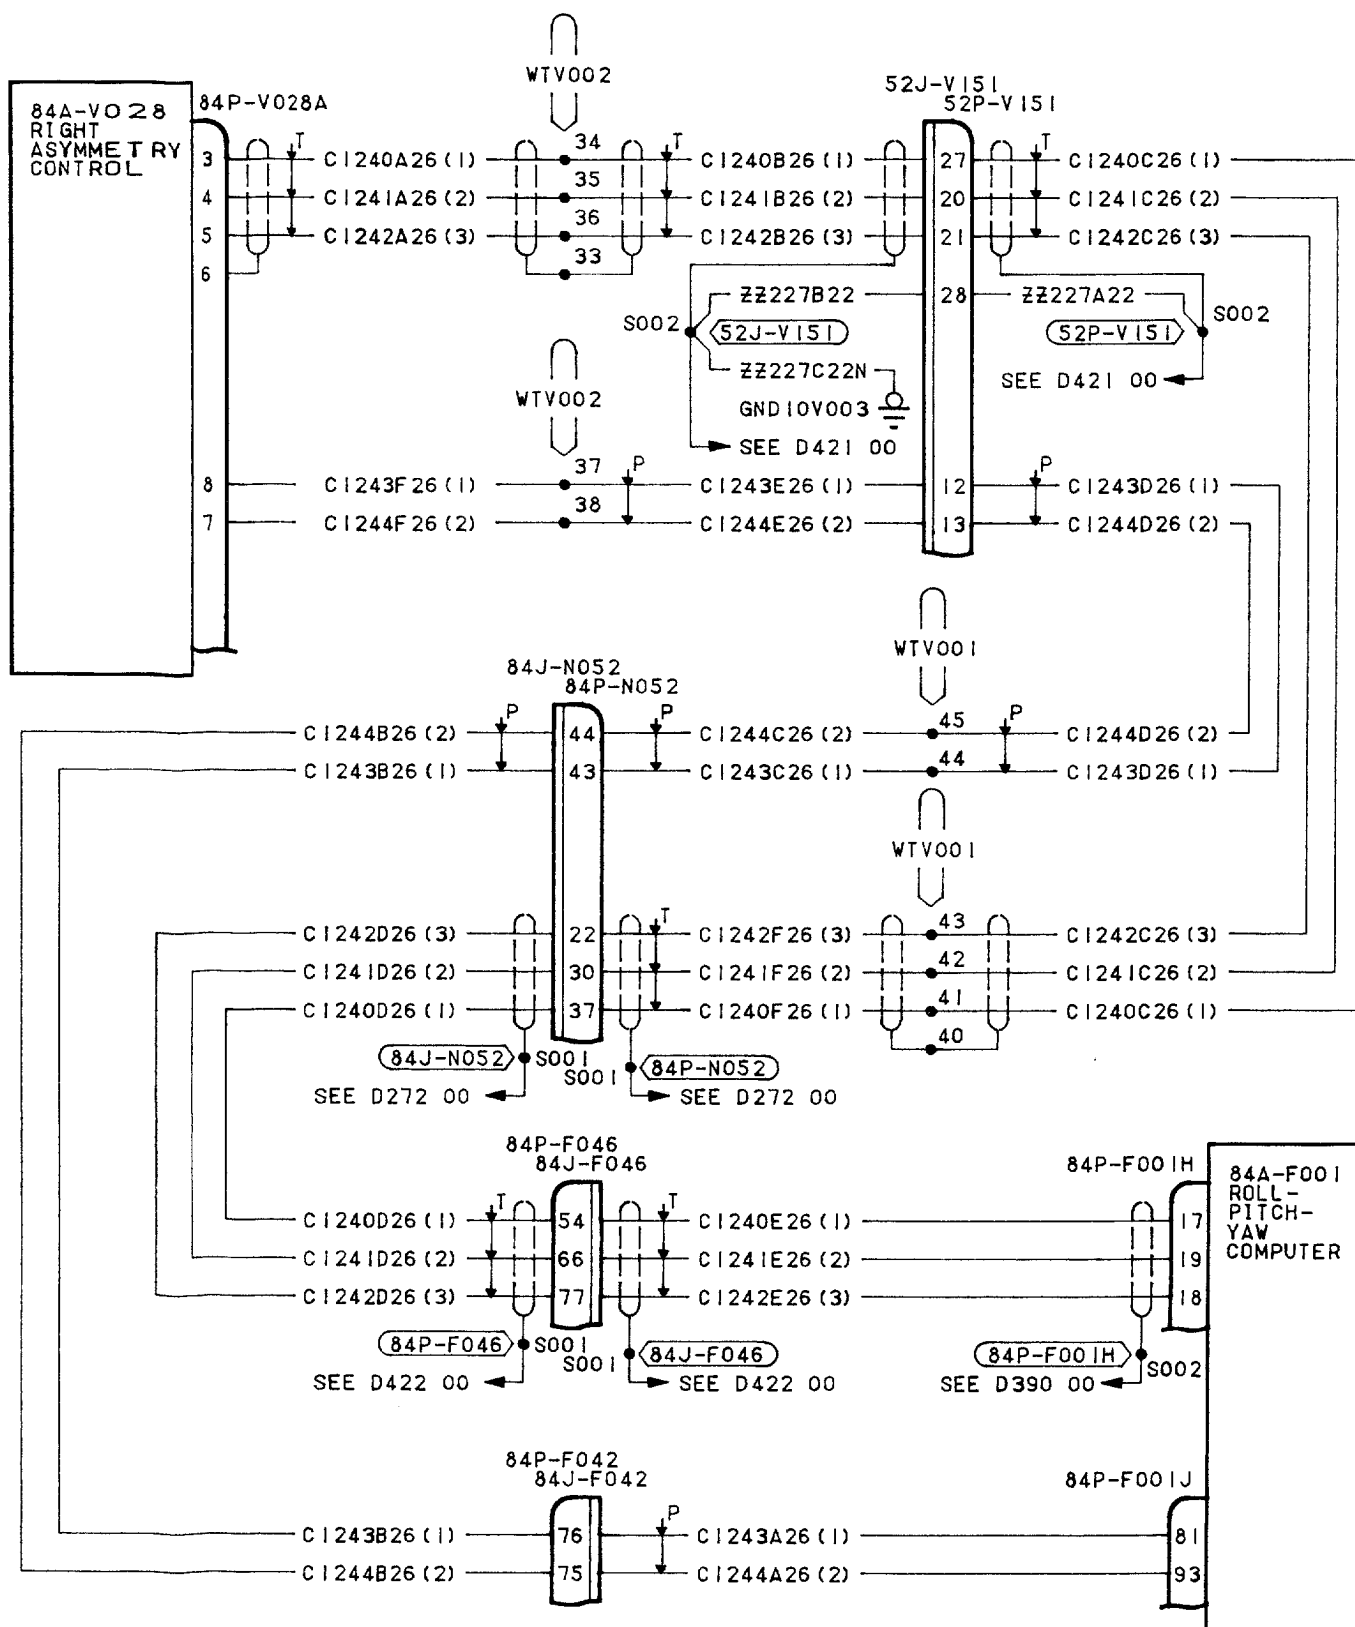 WTV002
52J-V151
52P-V151
84A-V028
RIGHT
ASYMMETRY
CONTROL
84P-V028A
3 T C1240A26(1) 34 T C1240B26(1) 27 T C1240C26(1)
4 C1241A26(2) 35 C1241B26(2) 20 C1241C26(2)
5 C1242A26(3) 36 C1242B26(3) 21 C1242C26(3)
6 33
ZZ227B22 28 ZZ227A22
S002 52J-V151 52P-V151 S002
ZZ227C22N SEE D421 00
WTV002 GND10V003
SEE D421 00
8 C1243F26(1) 37 P C1243E26(1) 12 P C1243D26(1)
7 C1244F26(2) 38 C1244E26(2) 13 C1244D26(2)
WTV001
84J-N052
84P-N052
C1244B26(2) P 44 P C1244C26(2) 45 P C1244D26(2)
C1243B26(1) 43 C1243C26(1) 44 C1243D26(1)
WTV001
C1242D26(3) 22 T C1242F26(3) 43 C1242C26(3)
C1241D26(2) 30 C1241F26(2) 42 C1241C26(2)
C1240D26(1) 37 C1240F26(1) 41 C1240C26(1)
40
84J-N052 S001 S001 84P-N052
SEE D272 00 SEE D272 00
84P-F046
84J-F046
84P-F001H
84A-F001
ROLL-
PITCH-
YAW
COMPUTER
C1240D26(1) T 54 T C1240E26(1) 17
C1241D26(2) 66 C1241E26(2) 19
C1242D26(3) 77 C1242E26(3) 18
84P-F046 S001 S001 84J-F046 84P-F001H S002
SEE D422 00 SEE D422 00 SEE D390 00
84P-F042
84J-F042
84P-F001J
C1243B26(1) 76 P C1243A26(1) 81
C1244B26(2) 75 C1244A26(2) 93